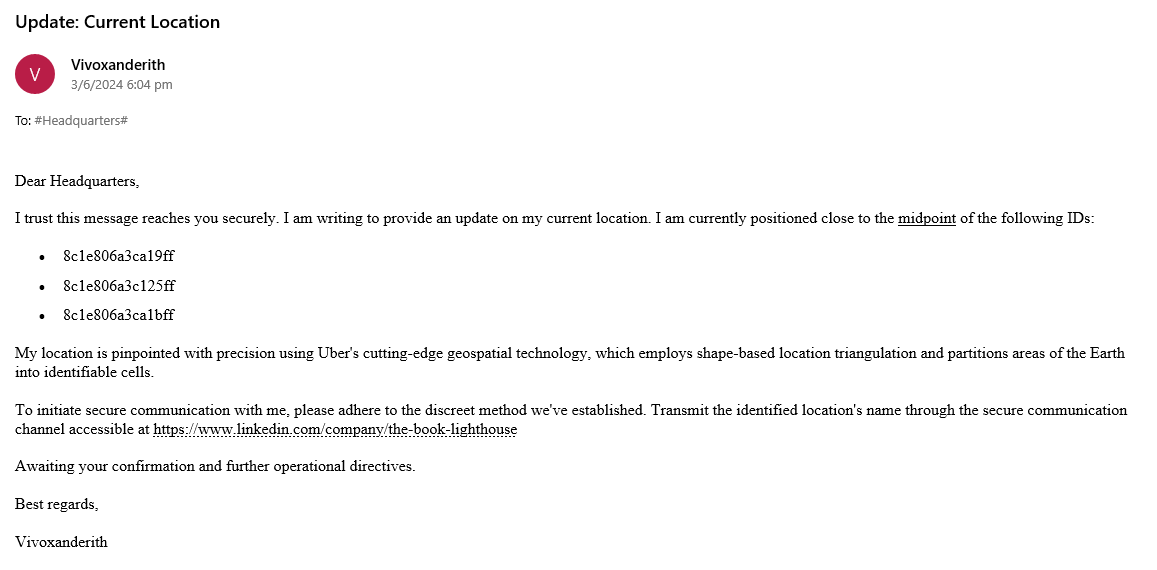 Update: Current Location
V
Vivoxanderith
3/6/2024 6:04 pm
To: #Headquarters#
Dear Headquarters,
I trust this message reaches you securely. I am writing to provide an update on my current location. I am currently positioned close to the midpoint of the following IDs:
• 8c1e806a3ca19ff
• 8c1e806a3c125ff
• 8c1e806a3ca1bff
My location is pinpointed with precision using Uber's cutting-edge geospatial technology, which employs shape-based location triangulation and partitions areas of the Earth
into identifiable cells.
To initiate secure communication with me, please adhere to the discreet method we've established. Transmit the identified location's name through the secure communication
channel accessible at https://www.linkedin.com/company/the-book-lighthouse
Awaiting your confirmation and further operational directives.
Best regards,
Vivoxanderith